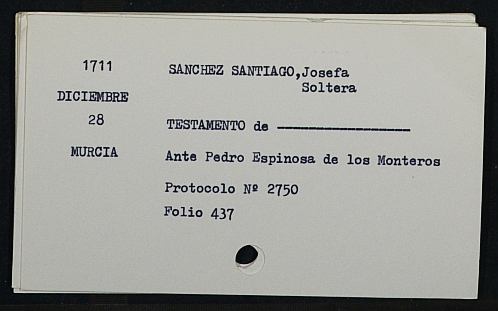 1711
DICIEMBRE
28
MURCIA
SANCHEZ SANTIAGO,Josefa
Soltera
TESTAMENTO de -----------------
Ante Pedro Espinosa de los Monteros
Protocolo Nº 2750
Folio 437